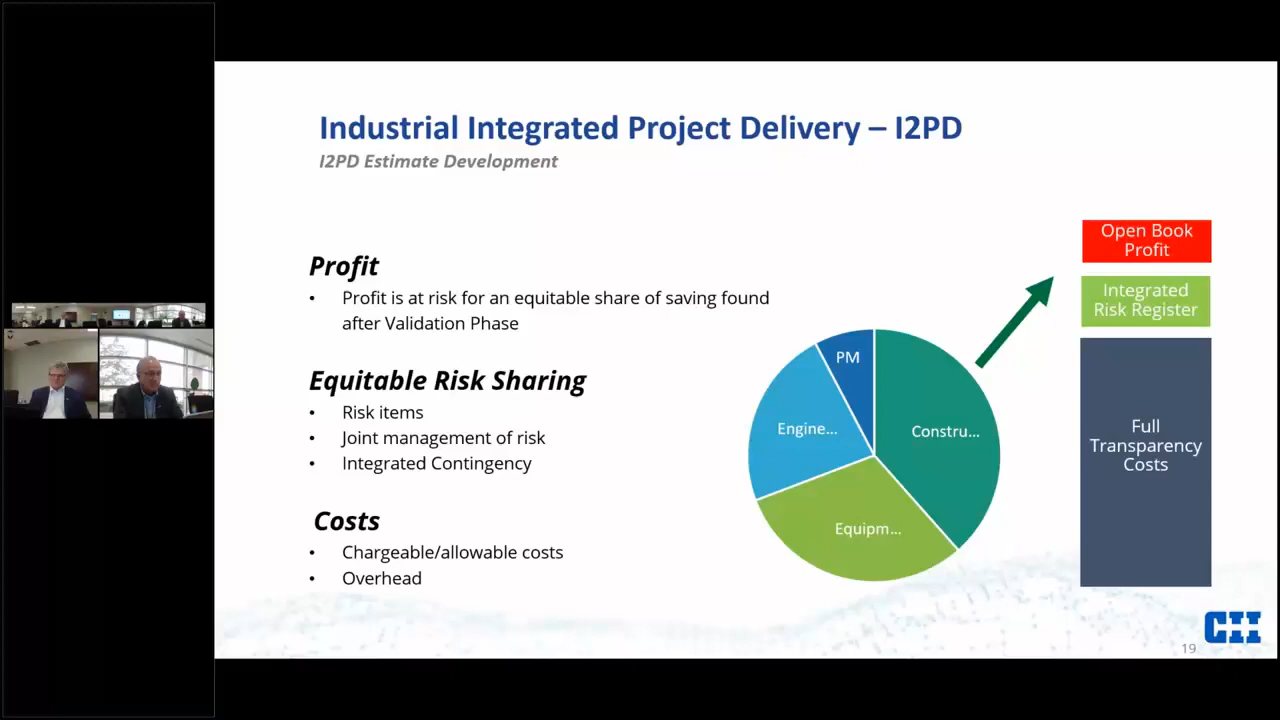 Industrial Integrated Project Delivery – I2PD
I2PD Estimate Development
Profit
• Profit is at risk for an equitable share of saving found
after Validation Phase
Equitable Risk Sharing
• Risk items
• Joint management of risk
• Integrated Contingency
Costs
• Chargeable/allowable costs
• Overhead
PM
Engine...
Constru...
Equipm...
Open Book
Profit
Integrated
Risk Register
Full
Transparency
Costs
CII
19